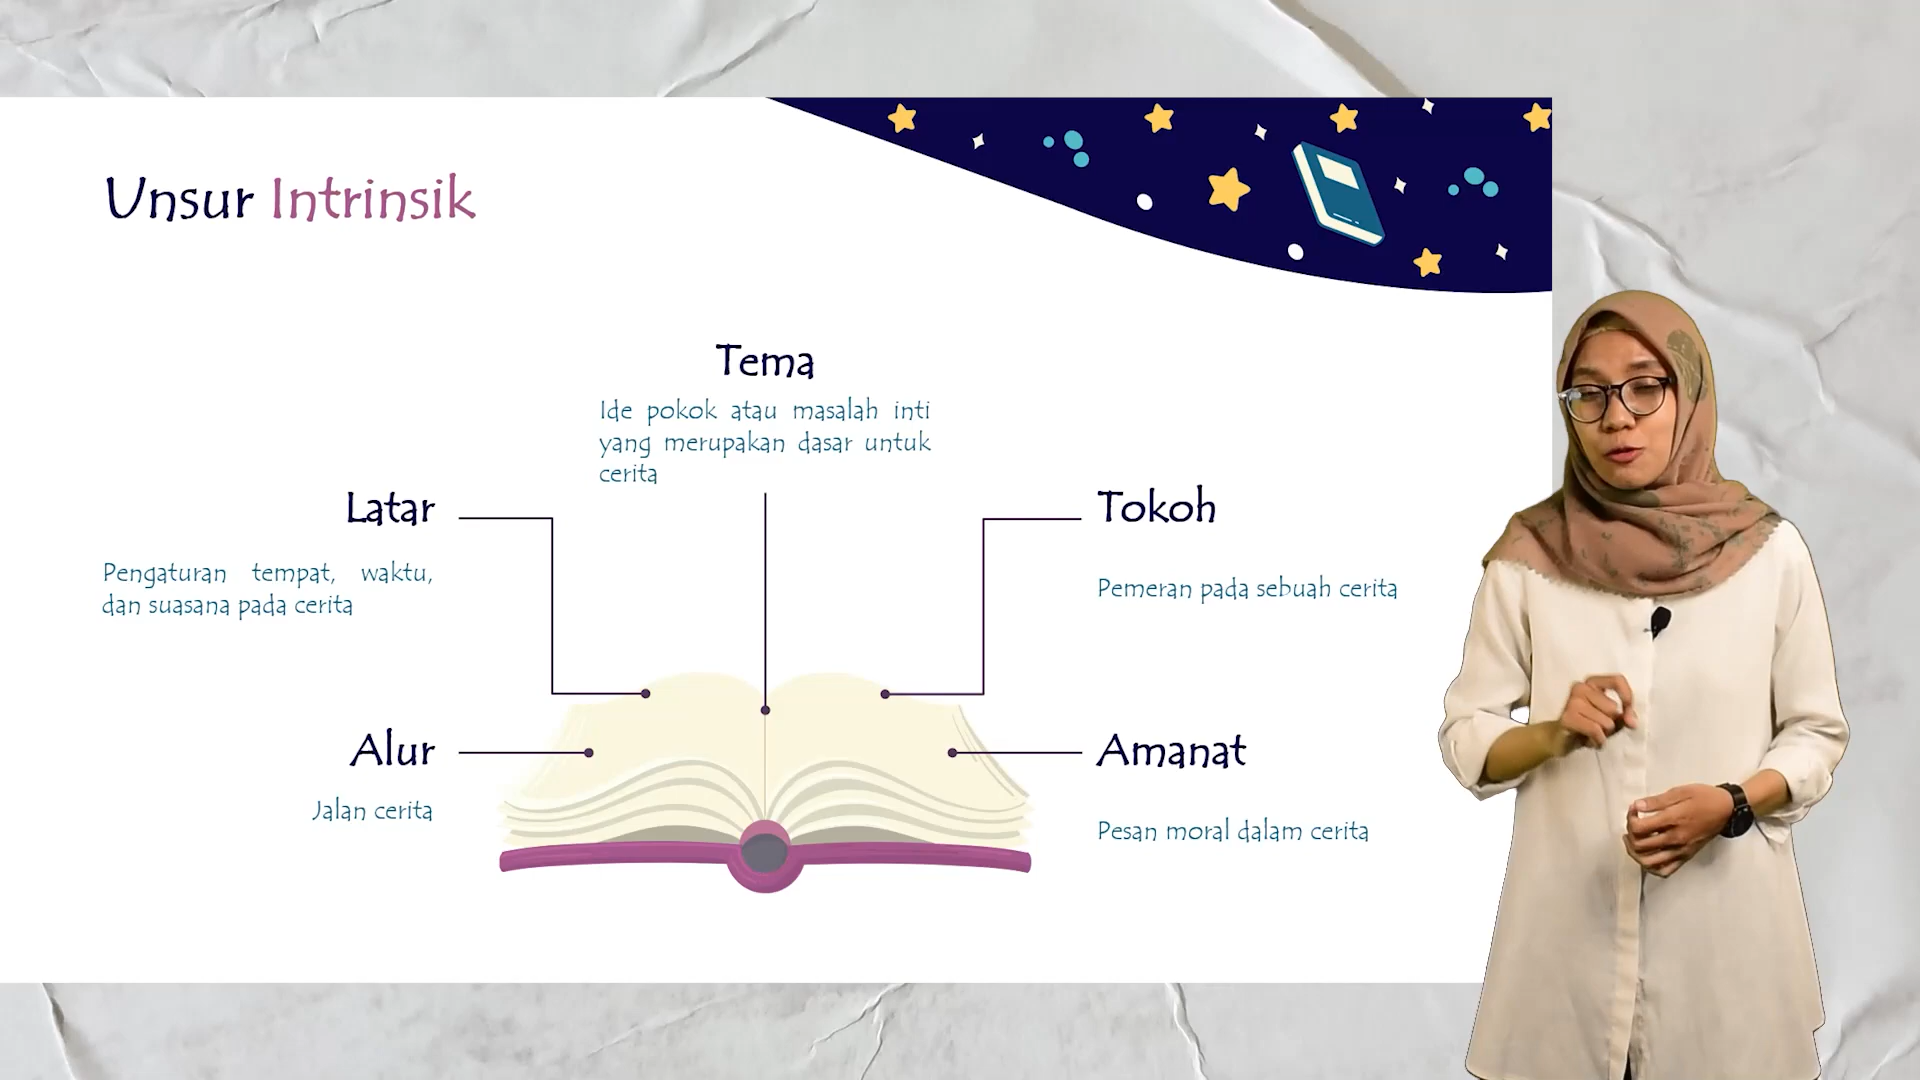 Unsur Intrinsik
Tema
Ide pokok atau masalah inti
yang merupakan dasar untuk
cerita
Latar
Pengaturan tempat, waktu,
dan suasana pada cerita
Tokoh
Pemeran pada sebuah cerita
Alur
Jalan cerita
Amanat
Pesan moral dalam cerita